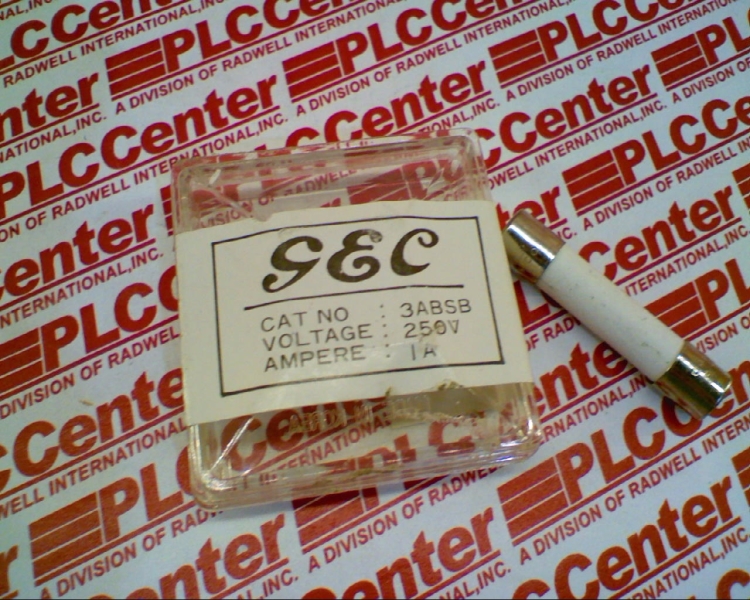 PLCCenter
A DIVISION OF RADWELL INTERNATIONAL, INC.
GEC
CAT NO : 3ABSB
VOLTAGE : 250V
AMPERE : 1A